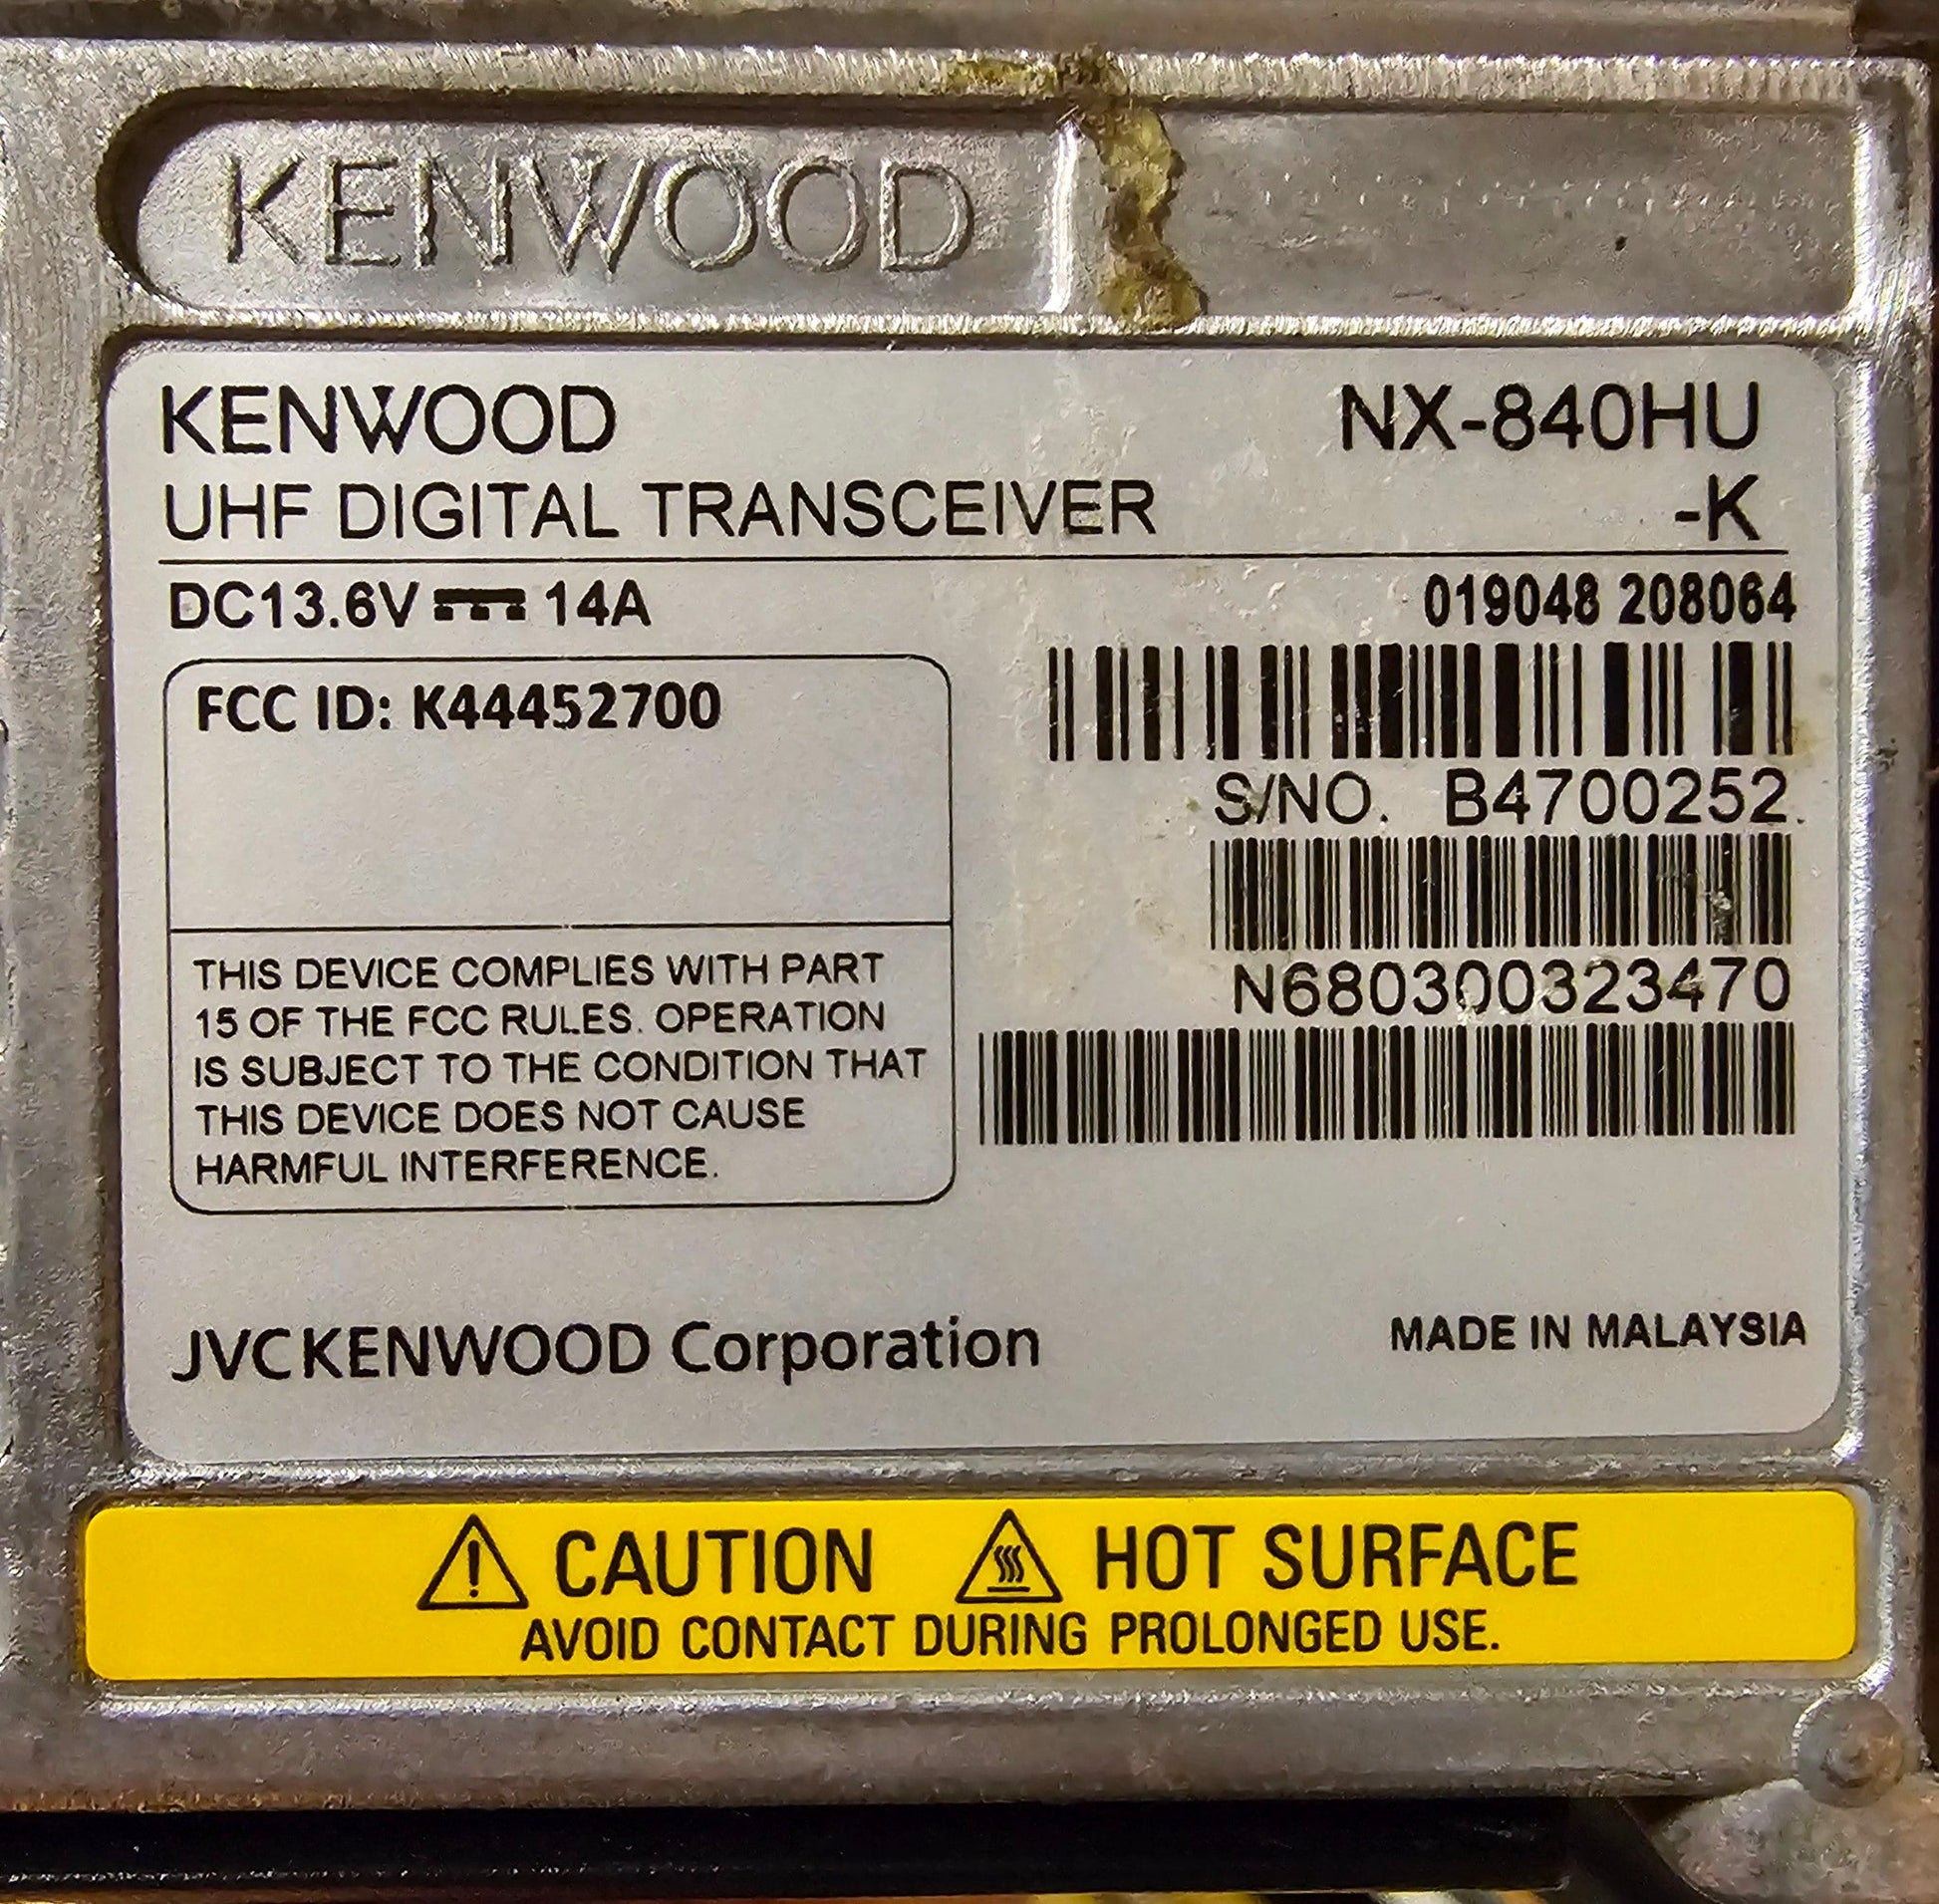 KENWOOD
KENWOOD NX-840HU
UHF DIGITAL TRANSCEIVER -K
DC13.6V 14A
019048 208064
FCC ID: K44452700
S/NO. B4700252
N680300323470
THIS DEVICE COMPLIES WITH PART
15 OF THE FCC RULES. OPERATION
IS SUBJECT TO THE CONDITION THAT
THIS DEVICE DOES NOT CAUSE
HARMFUL INTERFERENCE.
JVCKENWOOD Corporation
MADE IN MALAYSIA
CAUTION HOT SURFACE
AVOID CONTACT DURING PROLONGED USE.